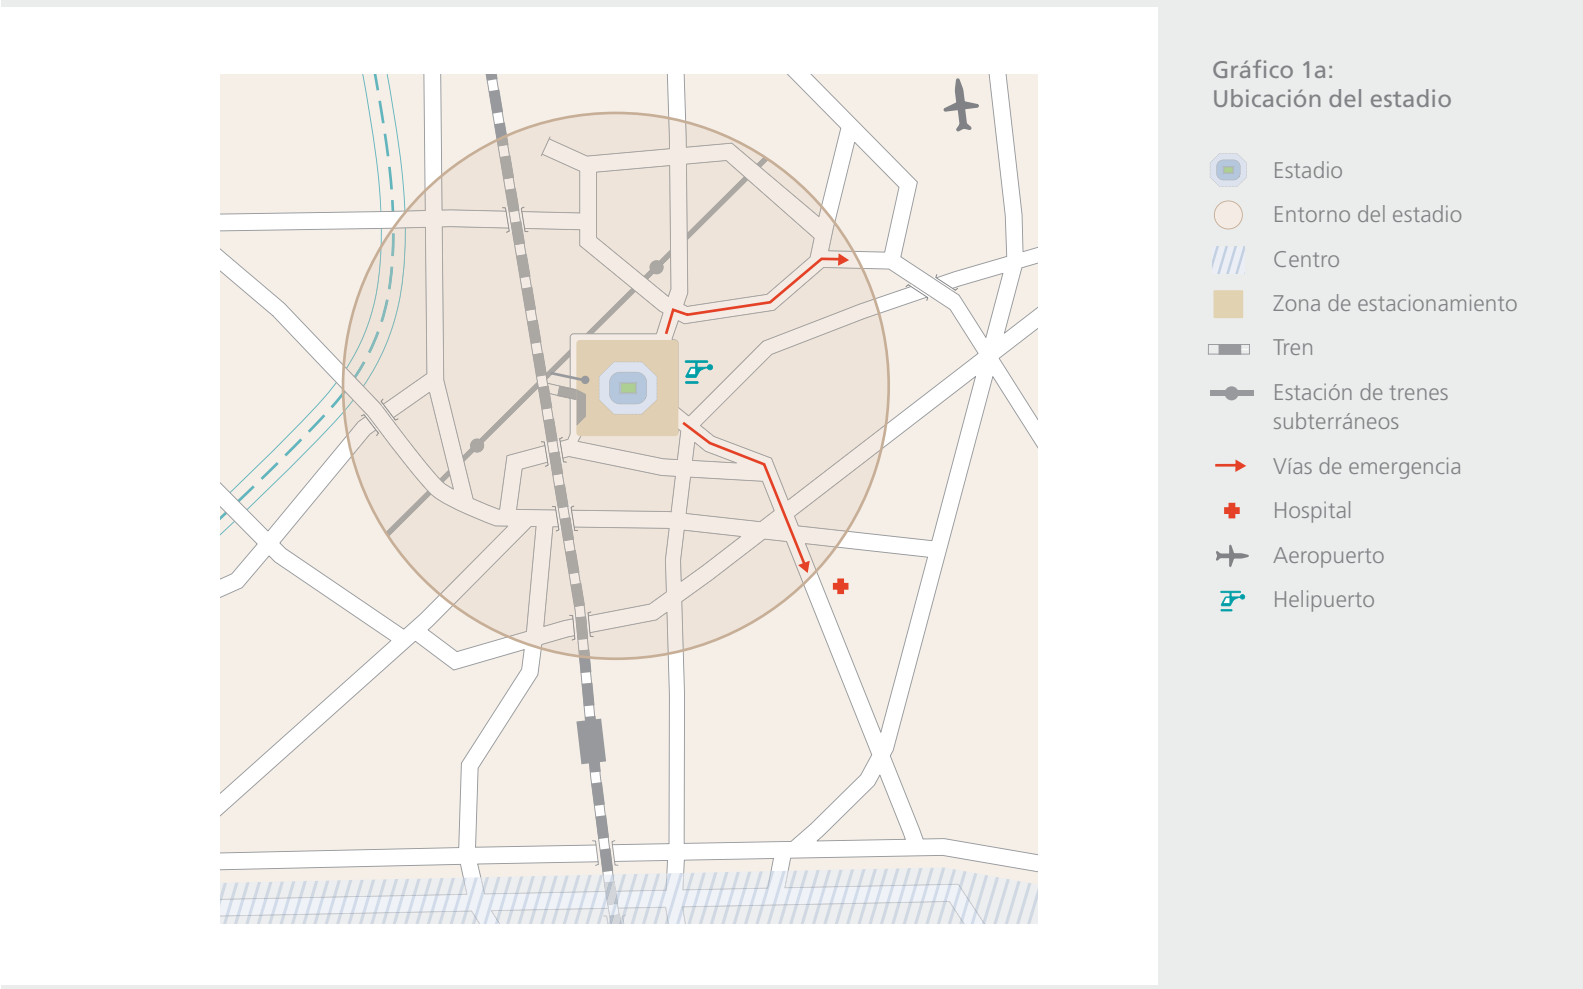 Gráfico 1a:
Ubicación del estadio
Estadio
Entorno del estadio
Centro
Zona de estacionamiento
Tren
Estación de trenes
subterráneos
Vías de emergencia
Hospital
Aeropuerto
Helipuerto